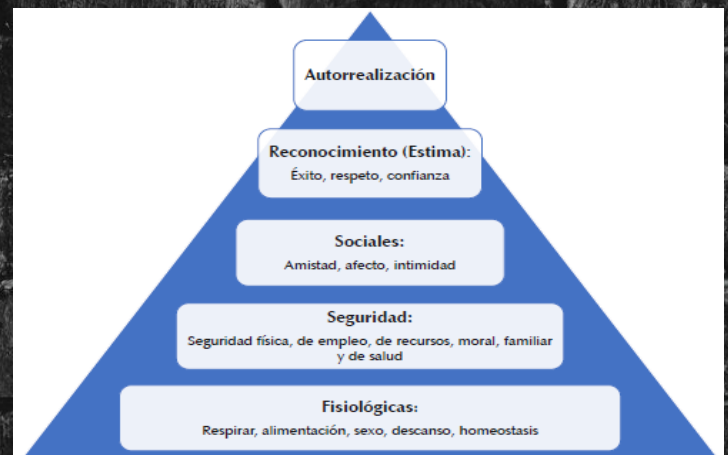 Autorrealización
Reconocimiento (Estima):
Éxito, respeto, confianza
Sociales:
Amistad, afecto, intimidad
Seguridad:
Seguridad física, de empleo, de recursos, moral, familiar
y de salud
Fisiológicas:
Respirar, alimentación, sexo, descanso, homeostasis